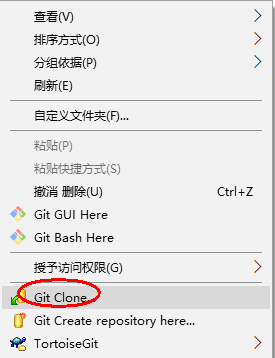 查看(V)
排序方式(O)
分组依据(P)
刷新(E)
自定义文件夹(F)...
粘贴(P)
粘贴快捷方式(S)
撤消 删除(U) Ctrl+Z
Git GUI Here
Git Bash Here
授予访问权限(G)
Git Clone...
Git Create repository here...
TortoiseGit